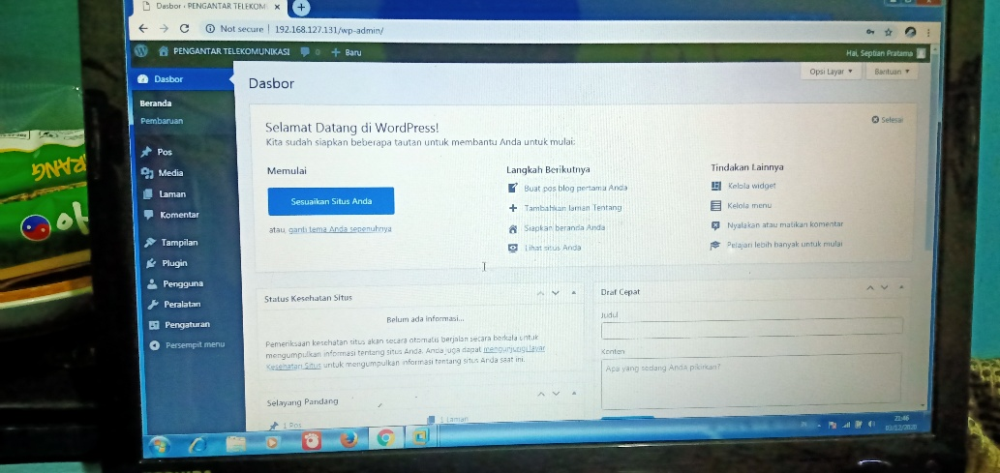 Dasbor ‹ PENGANTAR TELEKOM
Not secure | 192.168.127.131/wp-admin/
PENGANTAR TELEKOMUNIKASI 0 + Baru
Hai, Septian Pratama
Dasbor
Beranda
Pembaruan
Pos
Media
Laman
Komentar
Tampilan
Plugin
Pengguna
Peralatan
Pengaturan
Persempit menu
Opsi Layar
Bantuan
Dasbor
Selesai
Selamat Datang di WordPress!
Kita sudah siapkan beberapa tautan untuk membantu Anda untuk mulai:
Memulai
Sesuaikan Situs Anda
atau, ganti tema Anda sepenuhnya
Langkah Berikutnya
Buat pos blog pertama Anda
Tambahkan laman Tentang
Siapkan beranda Anda
Lihat situs Anda
Tindakan Lainnya
Kelola widget
Kelola menu
Nyalakan atau matikan komentar
Pelajari lebih banyak untuk mulai
Status Kesehatan Situs
Belum ada informasi...
Pemeriksaan kesehatan situs akan secara otomatis berjalan secara berkala untuk
mengumpulkan informasi tentang situs Anda. Anda juga dapat mengunjungi layar
Kesehatan Situs untuk mengumpulkan informasi tentang situs Anda saat ini.
Selayang Pandang
1 Pos
1 Laman
Draf Cepat
Judul
Konten
Apa yang sedang Anda pikirkan?
21:46
03/12/2020